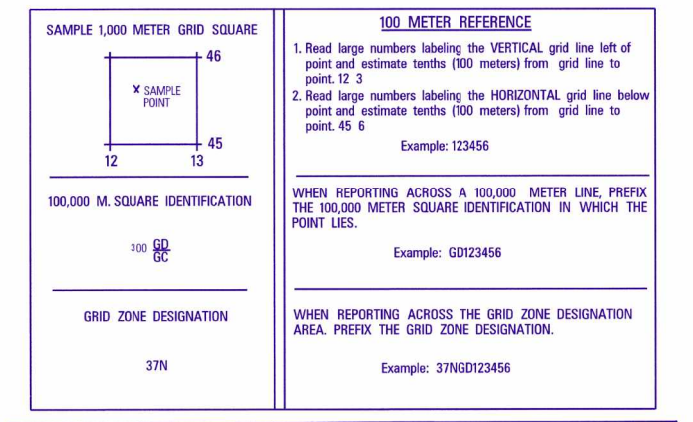 SAMPLE 1,000 METER GRID SQUARE
46
X SAMPLE
POINT
45
12 13
100,000 M. SQUARE IDENTIFICATION
300 GD
GC
GRID ZONE DESIGNATION
37N
100 METER REFERENCE
1. Read large numbers labeling the VERTICAL grid line left of
point and estimate tenths (100 meters) from grid line to
point. 12 3
2. Read large numbers labeling the HORIZONTAL grid line below
point and estimate tenths (100 meters) from grid line to
point. 45 6
Example: 123456
WHEN REPORTING ACROSS A 100,000 METER LINE, PREFIX
THE 100,000 METER SQUARE IDENTIFICATION IN WHICH THE
POINT LIES.
Example: GD123456
WHEN REPORTING ACROSS THE GRID ZONE DESIGNATION
AREA. PREFIX THE GRID ZONE DESIGNATION.
Example: 37NGD123456